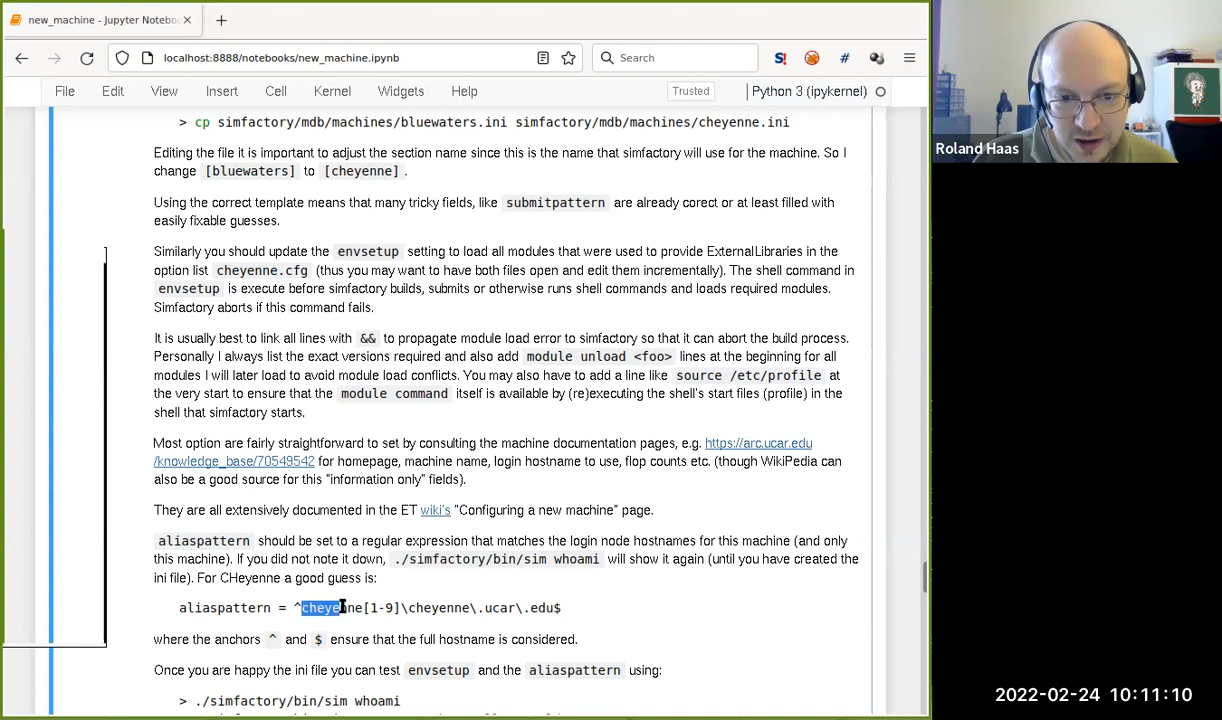 new_machine - Jupyter Notebo
localhost:8888/notebooks/new_machine.ipynb
Search
S!
#
File Edit View Insert Cell Kernel Widgets Help Trusted Python 3 (ipykernel)
> cp simfactory/mdb/machines/bluewaters.ini simfactory/mdb/machines/cheyenne.ini
Editing the file it is important to adjust the section name since this is the name that simfactory will use for the machine. So I
change [bluewaters] to [cheyenne] .
Using the correct template means that many tricky fields, like submitpattern are already corect or at least filled with
easily fixable guesses.
Similarly you should update the envsetup setting to load all modules that were used to provide ExternalLibraries in the
option list cheyenne.cfg (thus you may want to have both files open and edit them incrementally). The shell command in
envsetup is execute before simfactory builds, submits or otherwise runs shell commands and loads required modules.
Simfactory aborts if this command fails.
It is usually best to link all lines with && to propagate module load error to simfactory so that it can abort the build process.
Personally I always list the exact versions required and also add module unload <foo> lines at the beginning for all
modules I will later load to avoid module load conflicts. You may also have to add a line like source /etc/profile at
the very start to ensure that the module command itself is available by (re)executing the shell's start files (profile) in the
shell that simfactory starts.
Most option are fairly straightforward to set by consulting the machine documentation pages, e.g. https://arc.ucar.edu
/knowledge_base/70549542 for homepage, machine name, login hostname to use, flop counts etc. (though WikiPedia can
also be a good source for this "information only" fields).
They are all extensively documented in the ET wiki's "Configuring a new machine" page.
aliaspattern should be set to a regular expression that matches the login node hostnames for this machine (and only
this machine). If you did not note it down, ./simfactory/bin/sim whoami will show it again (until you have created the
ini file). For CHeyenne a good guess is:
aliaspattern = ^cheyenne[1-9]\cheyenne\.ucar\.edu$
where the anchors ^ and $ ensure that the full hostname is considered.
Once you are happy the ini file you can test envsetup and the aliaspattern using:
> ./simfactory/bin/sim whoami
Roland Haas
2022-02-24 10:11:10